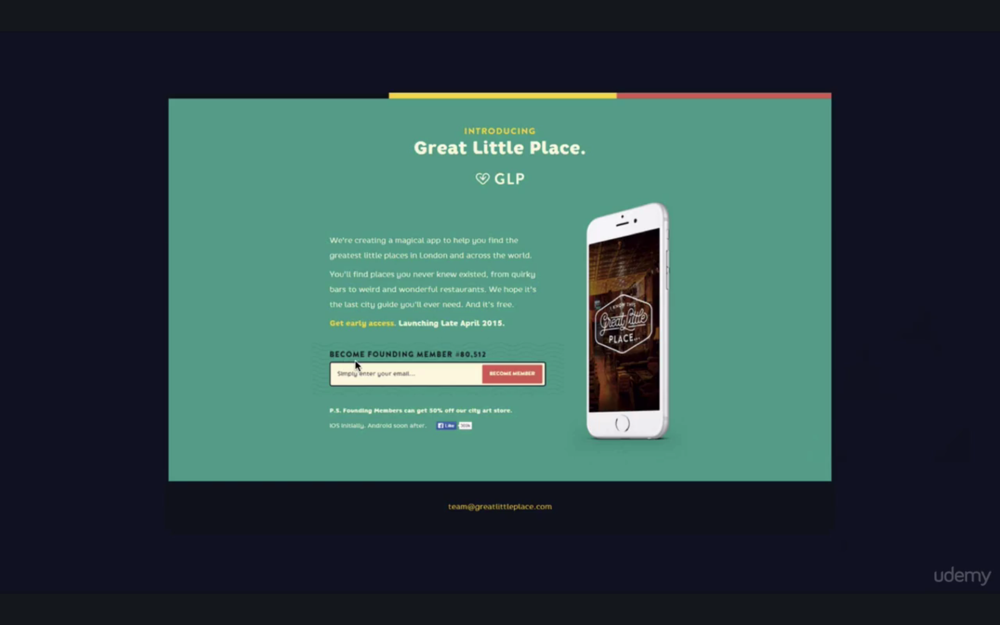 INTRODUCING
Great Little Place.
GLP
We're creating a magical app to help you find the
greatest little places in London and across the world.
You'll find places you never knew existed, from quirky
bars to weird and wonderful restaurants. We hope it's
the last city guide you'll ever need. And it's free.
Get early access. Launching Late April 2015.
BECOME FOUNDING MEMBER #80,512
Simply enter your email...
BECOME MEMBER
P.S. Founding Members can get 50% off our city art store.
iOS initially. Android soon after.
Like
I KNOW THIS
Great Little
PLACE...
team@greatlittleplace.com
udemy